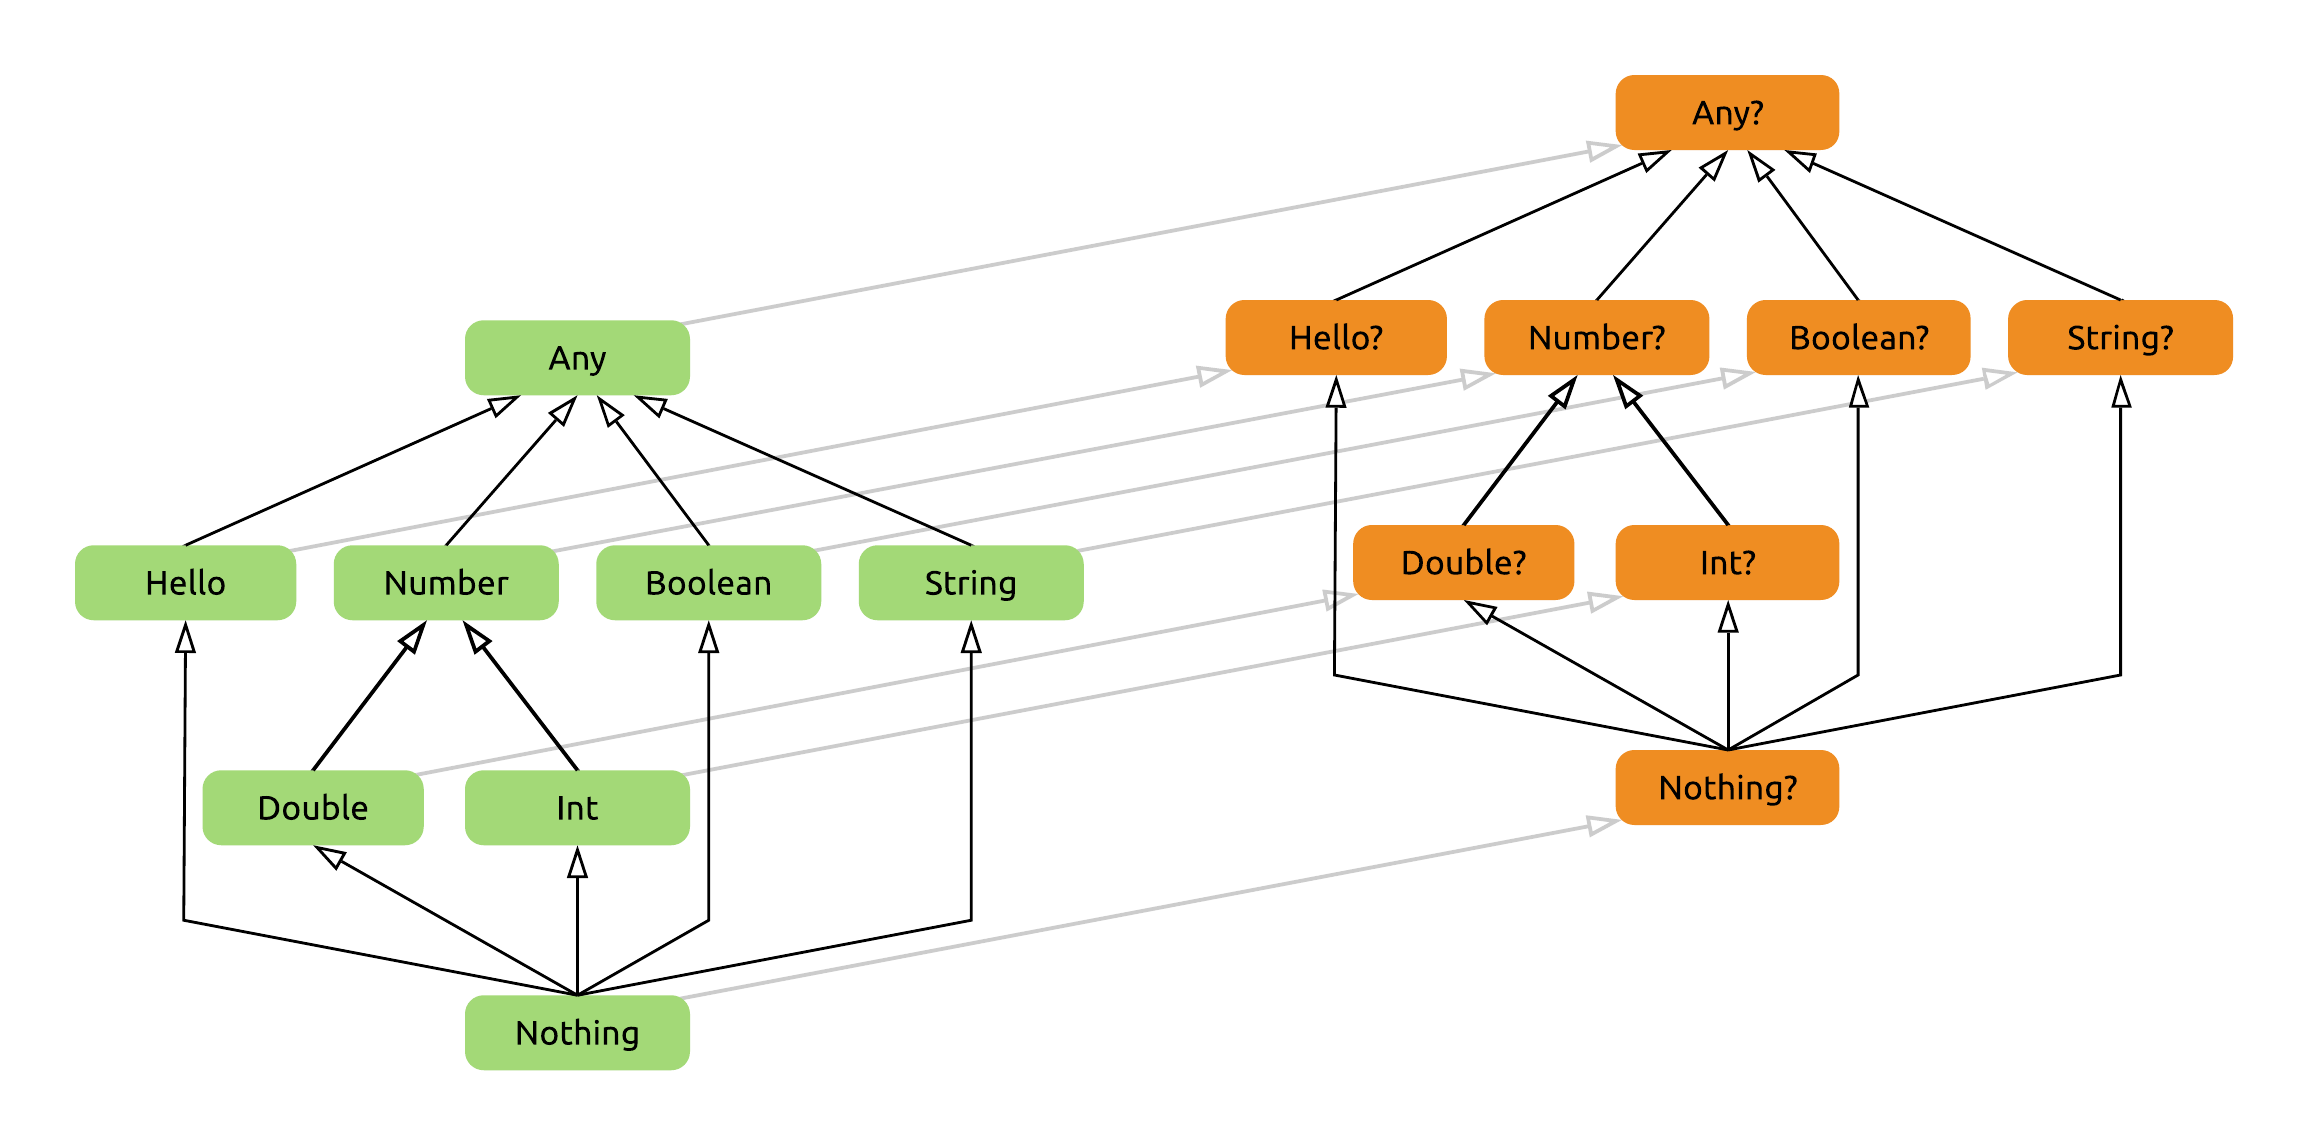 Any?
Hello?
Number?
Boolean?
String?
Any
Double?
Int?
Hello
Number
Boolean
String
Nothing?
Double
Int
Nothing